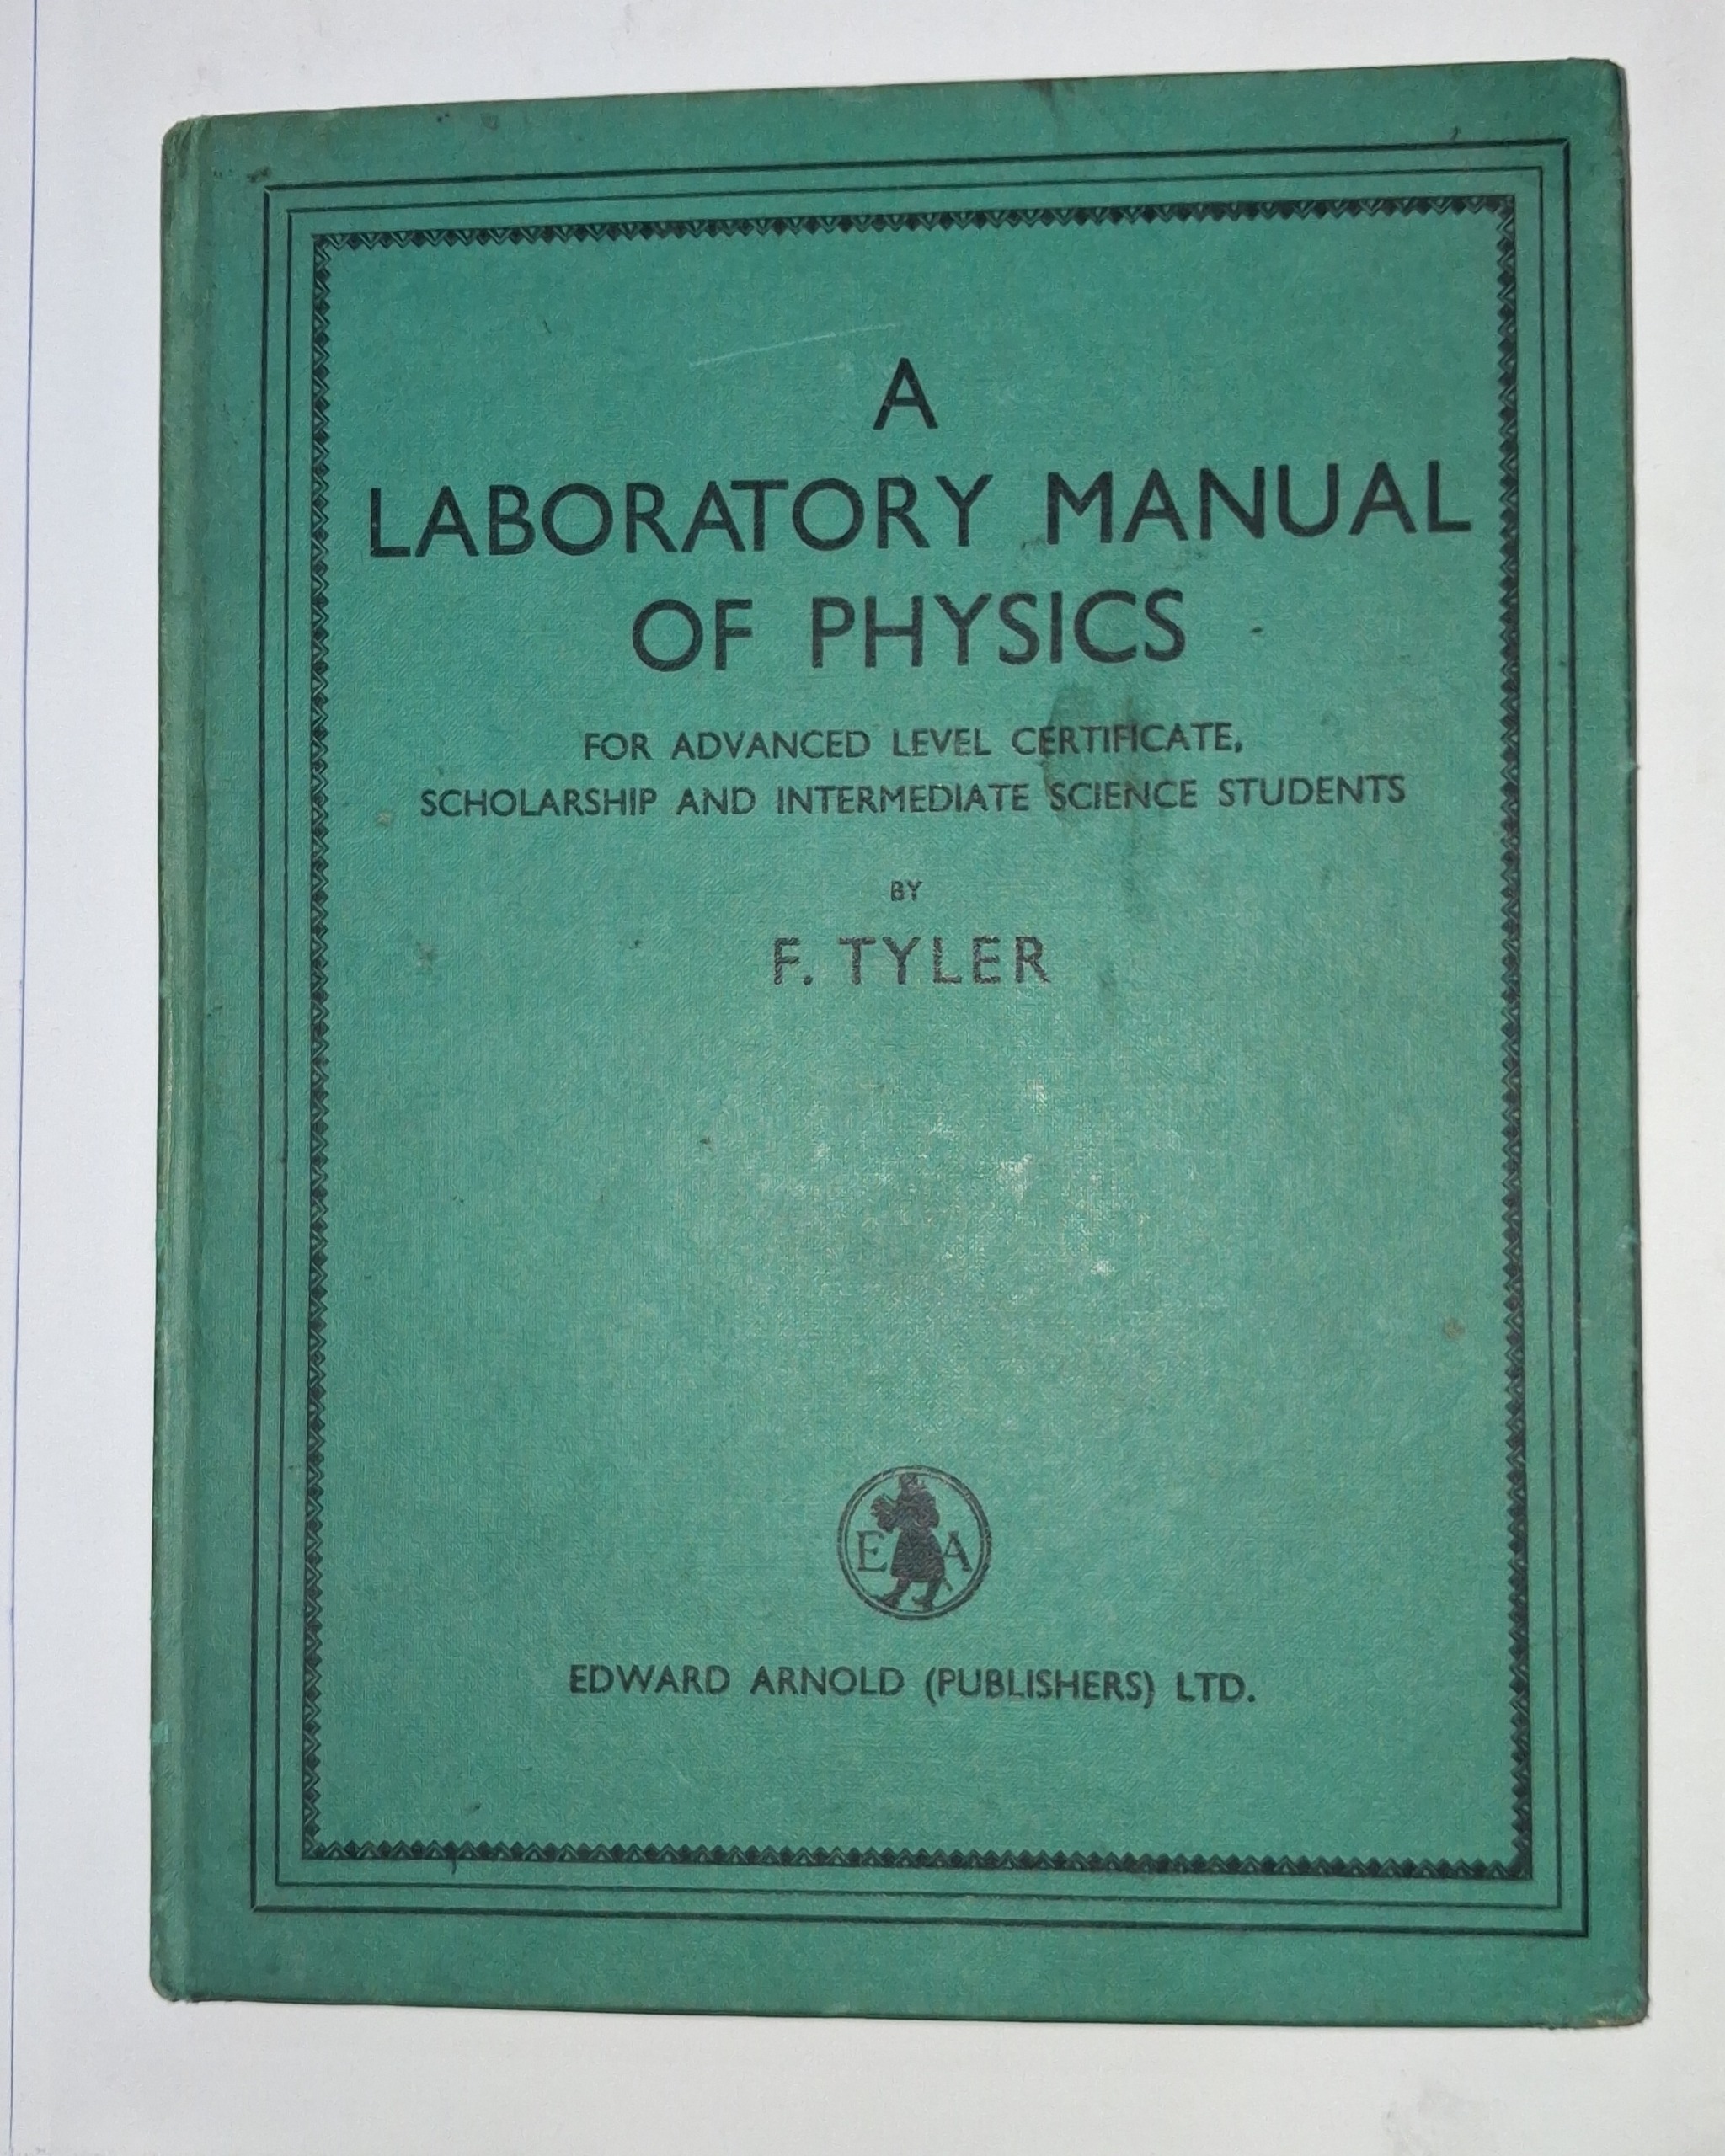 A
LABORATORY MANUAL
OF PHYSICS
FOR ADVANCED LEVEL CERTIFICATE,
SCHOLARSHIP AND INTERMEDIATE SCIENCE STUDENTS
BY
F. TYLER
E A
EDWARD ARNOLD (PUBLISHERS) LTD.